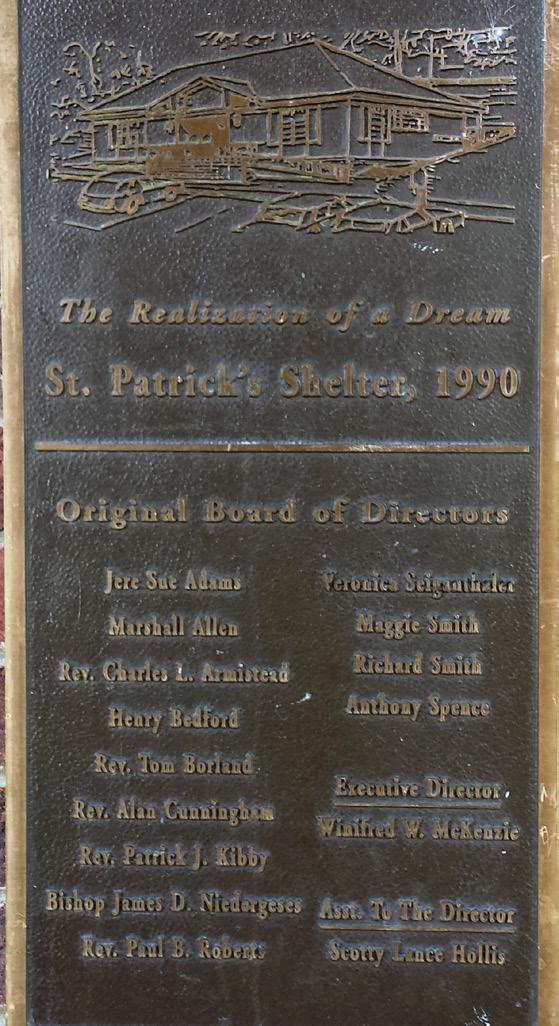 The Realization of a Dream
St. Patrick's Shelter, 1990
Original Board of Directors
Jere Sue Adams
Marshall Allen
Rev. Charles L. Armistead
Henry Bedford
Rev. Tom Borland
Rev. Alan Cunningham
Rev. Patrick J. Kibby
Bishop James D. Niedergeses
Rev. Paul B. Roberts
Veronica Seiganthaler
Maggie Smith
Richard Smith
Anthony Spence
Executive Director
Winifred W. McKenzie
Asst. To The Director
Scotty Lance Hollis